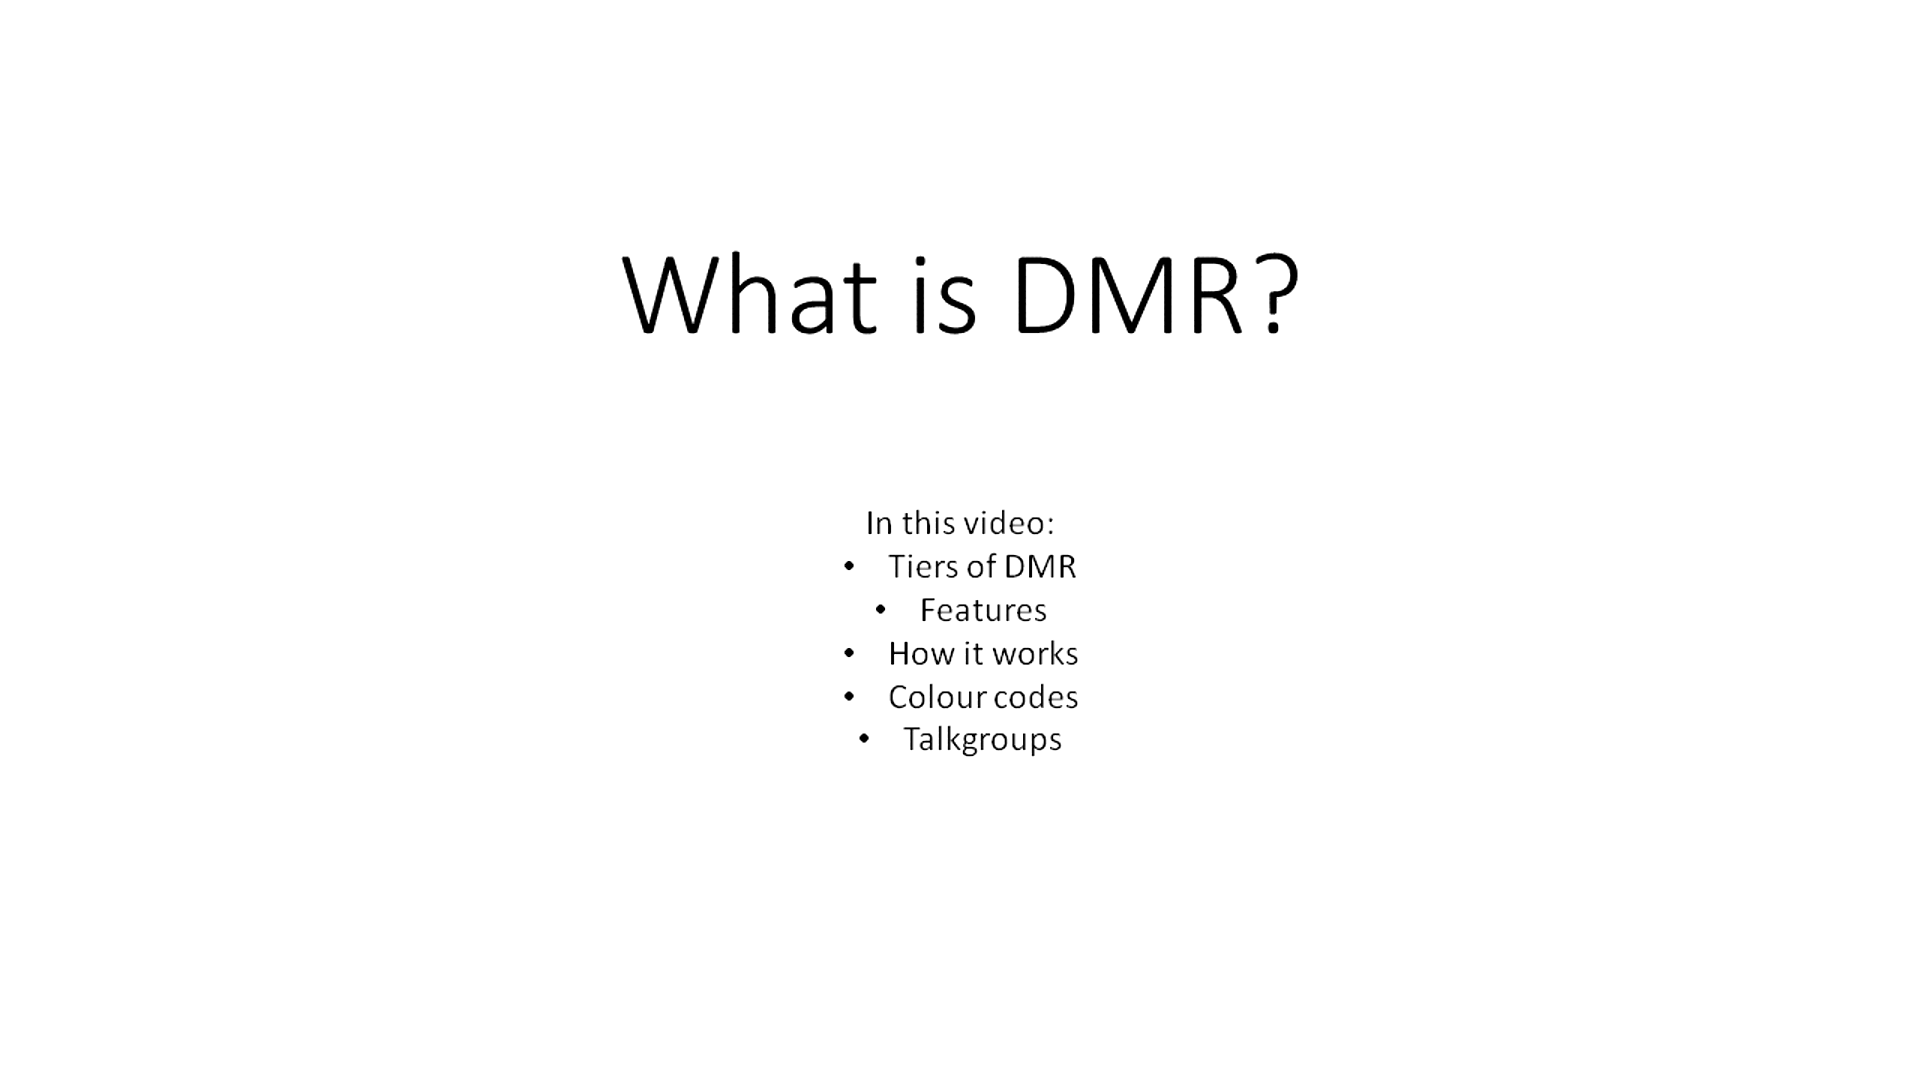 What is DMR?
In this video:
• Tiers of DMR
• Features
• How it works
• Colour codes
• Talkgroups